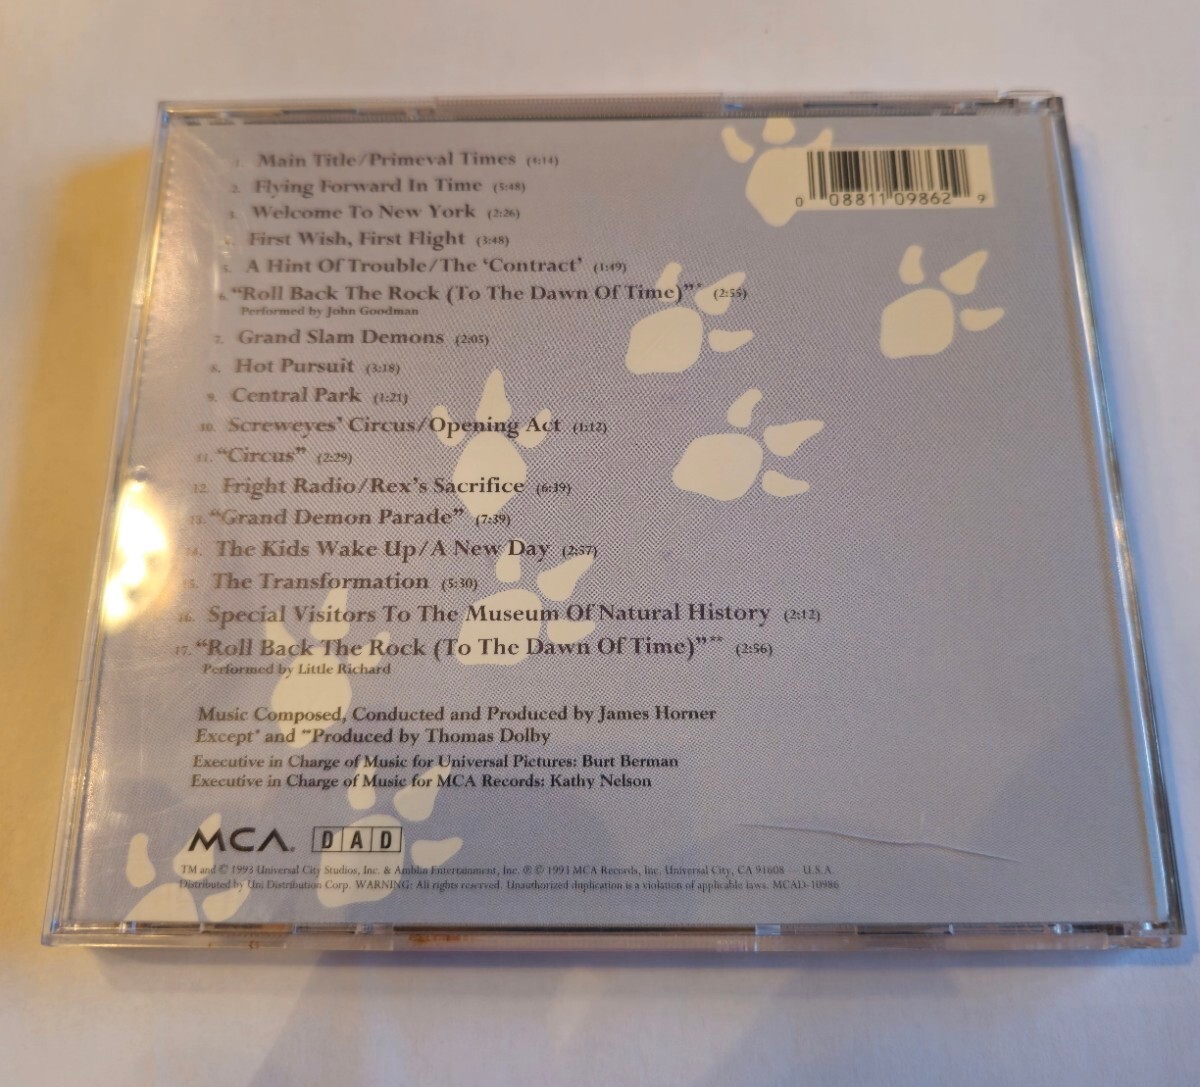 1. Main Title/Primeval Times (4:14)
2. Flying Forward In Time (5:48)
3. Welcome To New York (2:26)
4. First Wish, First Flight (3:48)
5. A Hint Of Trouble/The ‘Contract’ (1:49)
6. “Roll Back The Rock (To The Dawn Of Time)”* (2:55)
Performed by John Goodman
7. Grand Slam Demons (2:05)
8. Hot Pursuit (3:18)
9. Central Park (1:21)
10. Screweyes’ Circus/Opening Act (1:12)
11. “Circus” (2:29)
12. Fright Radio/Rex’s Sacrifice (6:39)
13. “Grand Demon Parade” (7:39)
14. The Kids Wake Up/A New Day (2:57)
15. The Transformation (5:30)
16. Special Visitors To The Museum Of Natural History (2:12)
17. “Roll Back The Rock (To The Dawn Of Time)”** (2:56)
Performed by Little Richard
Music Composed, Conducted and Produced by James Horner
Except* and **Produced by Thomas Dolby
Executive in Charge of Music for Universal Pictures: Burt Berman
Executive in Charge of Music for MCA Records: Kathy Nelson
0 08811 09862 9
MCA. DAD
TM and © 1993 Universal City Studios, Inc. & Amblin Entertainment, Inc. ℗ © 1993 MCA Records, Inc. Universal City, CA 91608 — U.S.A.
Distributed by Uni Distribution Corp. WARNING: All rights reserved. Unauthorized duplication is a violation of applicable laws. MCAD-10986